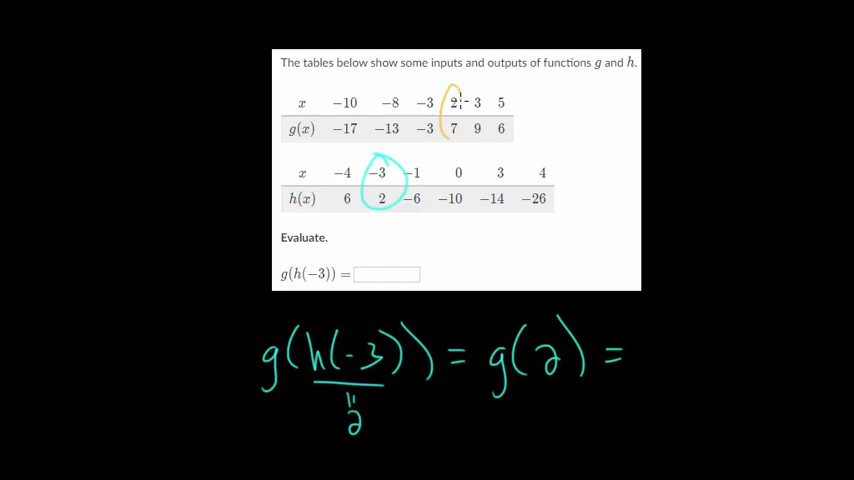 The tables below show some inputs and outputs of functions g and h.
x −10 −8 −3 2 3 5
g(x) −17 −13 −3 7 9 6
x −4 −3 −1 0 3 4
h(x) 6 2 −6 −10 −14 −26
Evaluate.
g(h(−3)) =
g(h(-3)) = g(2) =
"
2